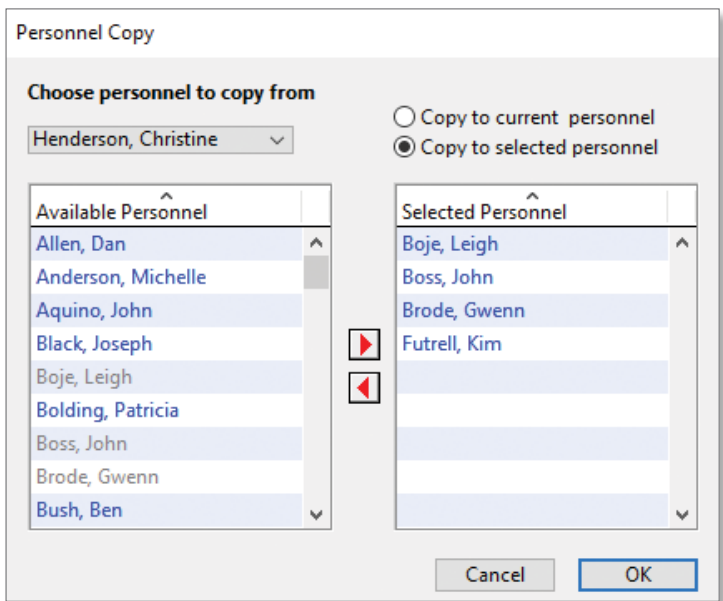 Personnel Copy
Choose personnel to copy from
Henderson, Christine
Copy to current personnel
Copy to selected personnel
Available Personnel
Allen, Dan
Anderson, Michelle
Aquino, John
Black, Joseph
Boje, Leigh
Bolding, Patricia
Boss, John
Brode, Gwenn
Bush, Ben
Selected Personnel
Boje, Leigh
Boss, John
Brode, Gwenn
Futrell, Kim
Cancel
OK